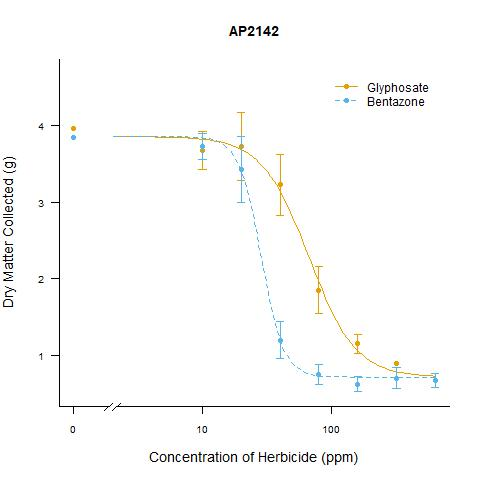 AP2142
Glyphosate
Bentazone
Dry Matter Collected (g)
4
3
2
1
0 10 100
Concentration of Herbicide (ppm)